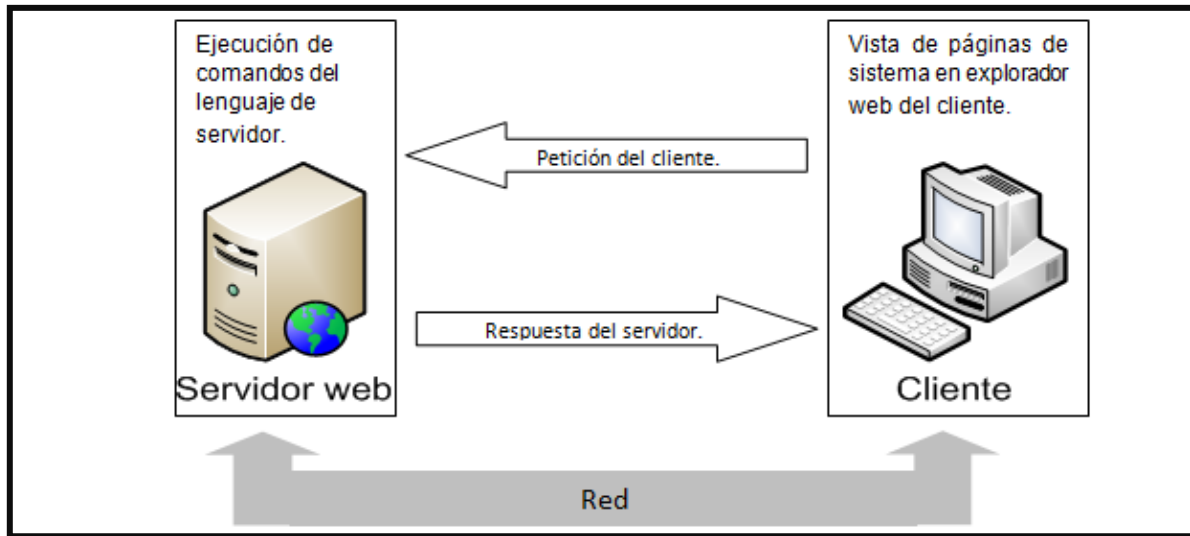 Ejecución de
comandos del
lenguaje de
servidor.
Servidor web
Petición del cliente.
Respuesta del servidor.
Vista de páginas de
sistema en explorador
web del cliente.
Cliente
Red